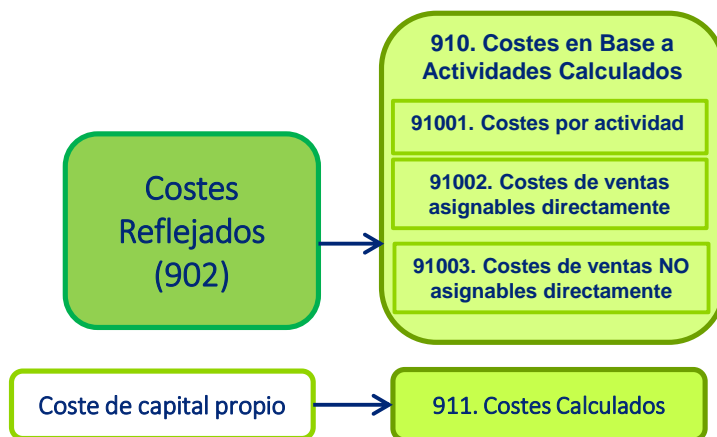 910. Costes en Base a
Actividades Calculados
91001. Costes por actividad
Costes
Reflejados
(902)
91002. Costes de ventas
asignables directamente
91003. Costes de ventas NO
asignables directamente
Coste de capital propio
911. Costes Calculados